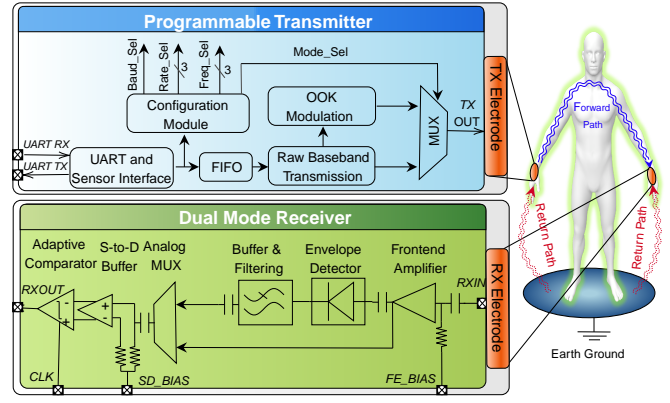 Programmable Transmitter
Baud_Sel
Rate_Sel
3
Freq_Sel
3
Mode_Sel
Configuration
Module
OOK
Modulation
MUX
TX
OUT
TX Electrode
UART RX
UART TX
UART and
Sensor Interface
FIFO
Raw Baseband
Transmission
Forward
Path
Return Path
Return Path
Earth Ground
Dual Mode Receiver
Adaptive
Comparator
S-to-D
Buffer
Analog
MUX
Buffer &
Filtering
Envelope
Detector
Frontend
Amplifier
RXOUT
RXIN
RX Electrode
-
+
-
+
CLK
SD_BIAS
FE_BIAS